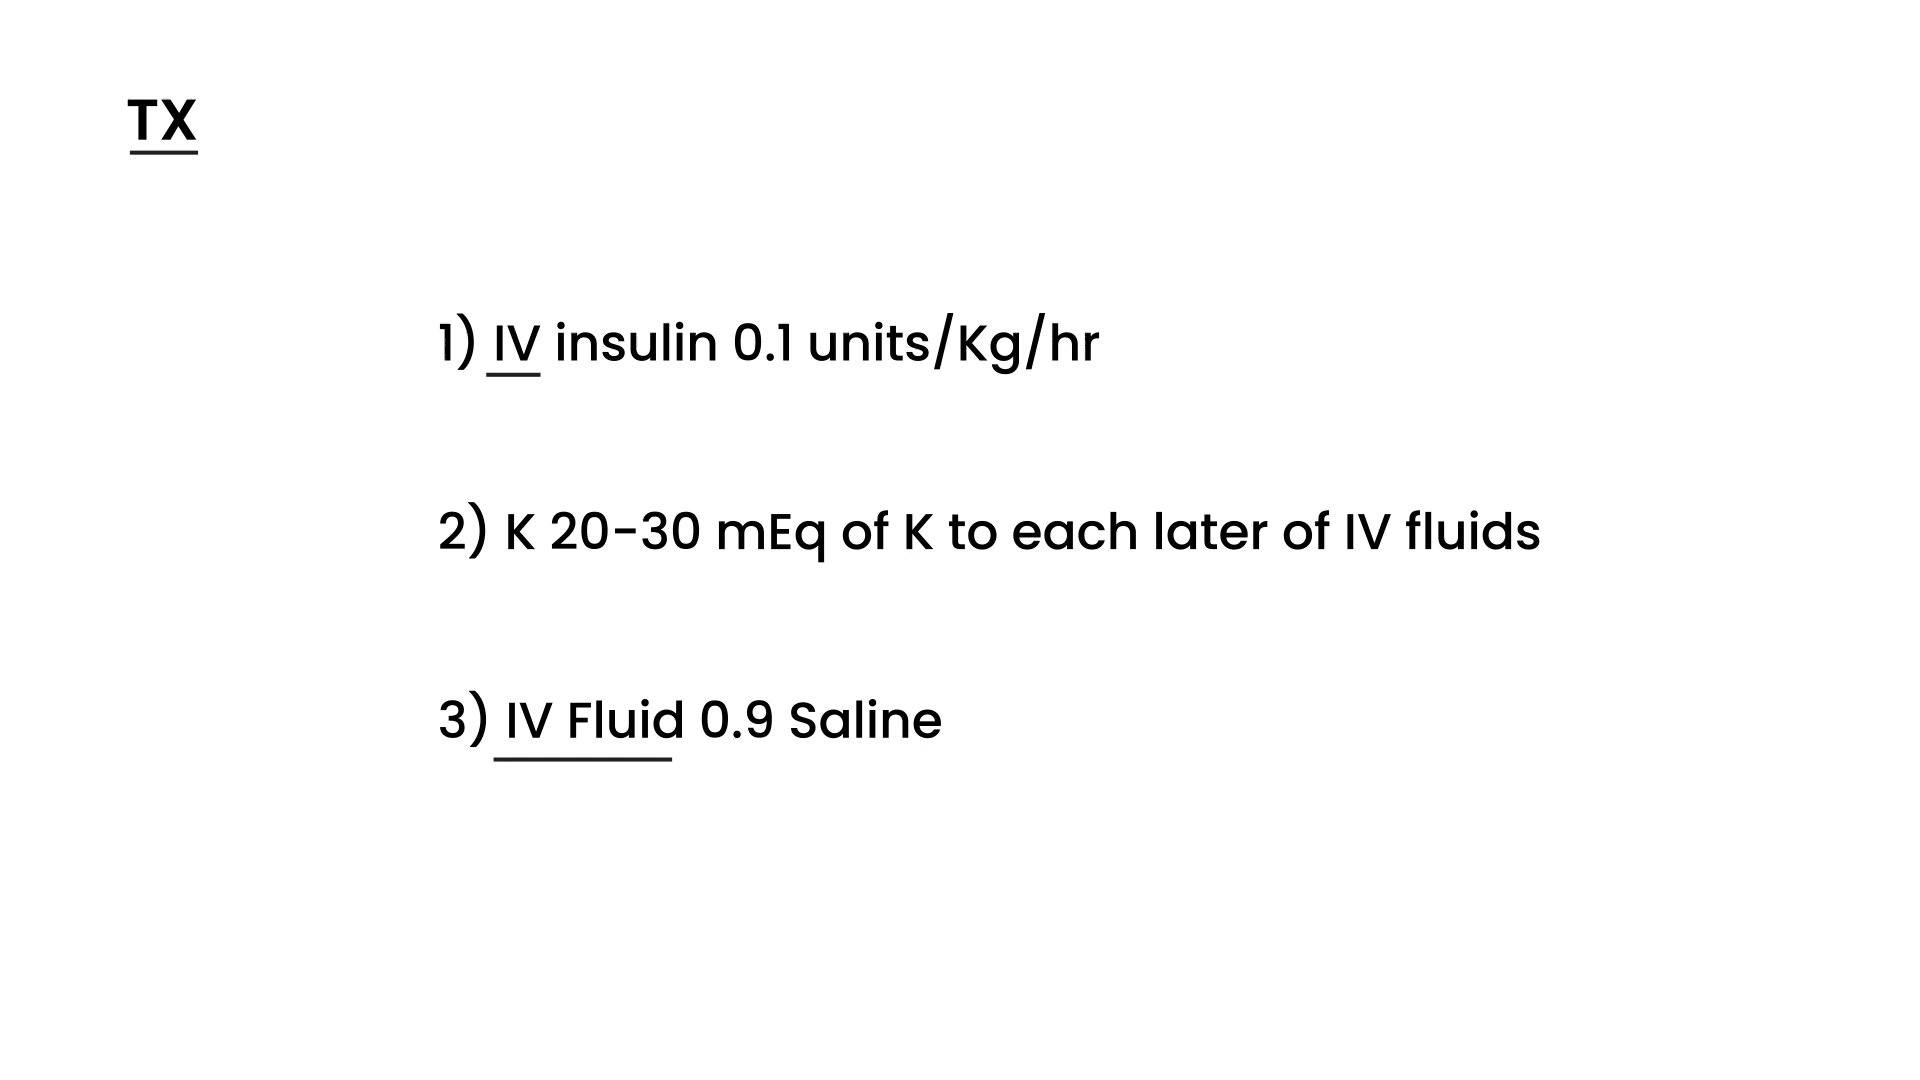 TX
1) IV insulin 0.1 units/Kg/hr
2) K 20-30 mEq of K to each later of IV fluids
3) IV Fluid 0.9 Saline